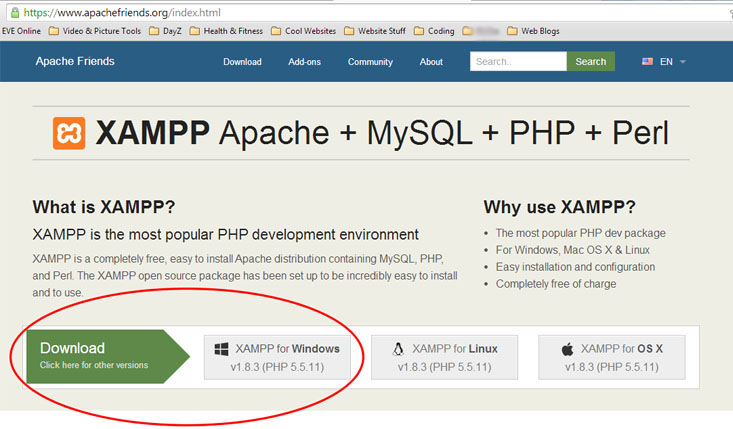 https://www.apachefriends.org/index.html
EVE Online Video & Picture Tools DayZ Health & Fitness Cool Websites Website Stuff Coding Web Blogs
Apache Friends Download Add-ons Community About Search... Search EN
XAMPP Apache + MySQL + PHP + Perl
What is XAMPP?
XAMPP is the most popular PHP development environment
XAMPP is a completely free, easy to install Apache distribution containing MySQL, PHP,
and Perl. The XAMPP open source package has been set up to be incredibly easy to install
and to use.
Why use XAMPP?
• The most popular PHP dev package
• For Windows, Mac OS X & Linux
• Easy installation and configuration
• Completely free of charge
Download
Click here for other versions
XAMPP for Windows
v1.8.3 (PHP 5.5.11)
XAMPP for Linux
v1.8.3 (PHP 5.5.11)
XAMPP for OS X
v1.8.3 (PHP 5.5.11)